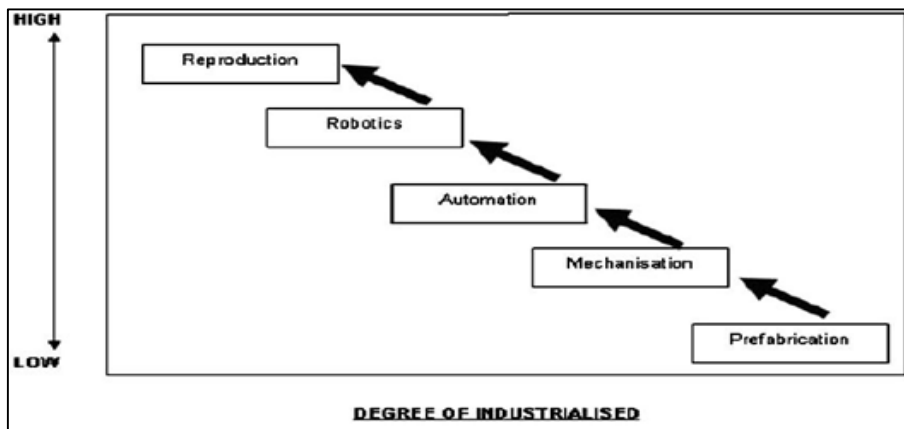 HIGH
Reproduction
Robotics
Automation
Mechanisation
Prefabrication
LOW
DEGREE OF INDUSTRIALISED